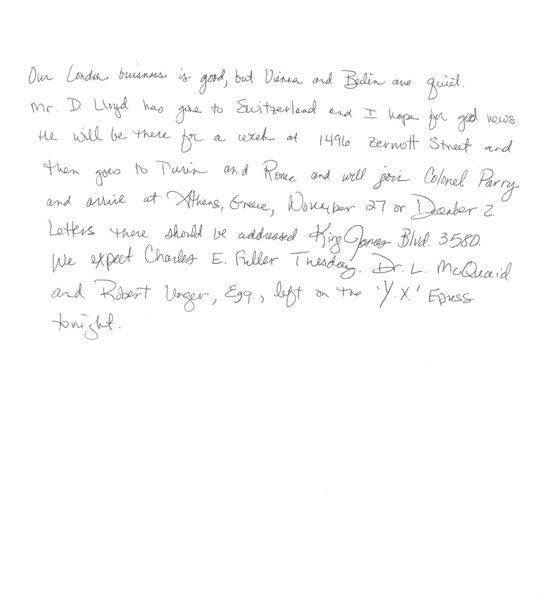 Our London buisness is good, but Vienna and Berlin are quiet.
Mr. D Lloyd has gone to Switzerland and I hope for good news.
He will be there for a week at 1496 Zermott Street and
then goes to Turin and Rome and will join Colonel Parry
and arrive at Athens, Greece, November 27 or December 2.
Letters there should be addressed King James Blvd. 3580.
We expect Charles E. Fuller Tuesday. Dr. L. McQuaid
and Robert Unger, Esq., left on the 'Y.X.' Epress
tonight.